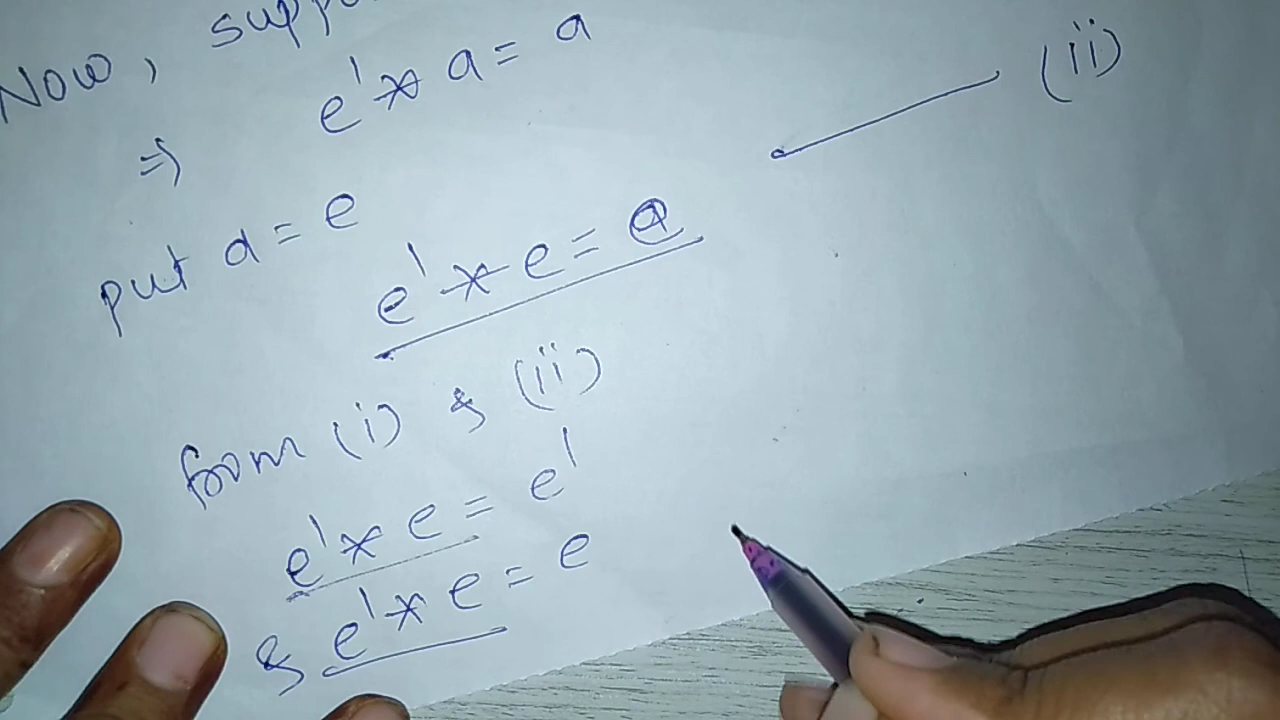 Now, supp
⇒ e' * a = a (ii)
put a = e
e' * e = e
from (i) & (ii)
e' * e = e'
& e' * e = e